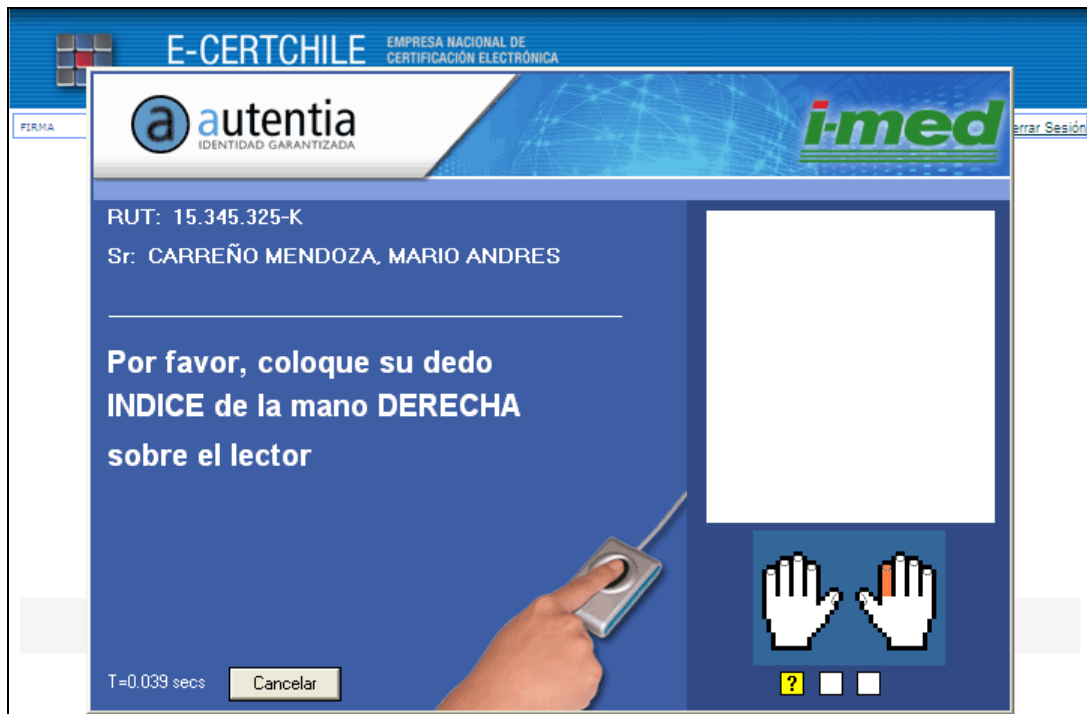 E-CERTCHILE
EMPRESA NACIONAL DE
CERTIFICACIÓN ELECTRÓNICA
FIRMA
errar Sesión
a autentia
IDENTIDAD GARANTIZADA
i-med
RUT: 15.345.325-K
Sr: CARREÑO MENDOZA, MARIO ANDRES
Por favor, coloque su dedo
INDICE de la mano DERECHA
sobre el lector
T=0.039 secs
Cancelar
?